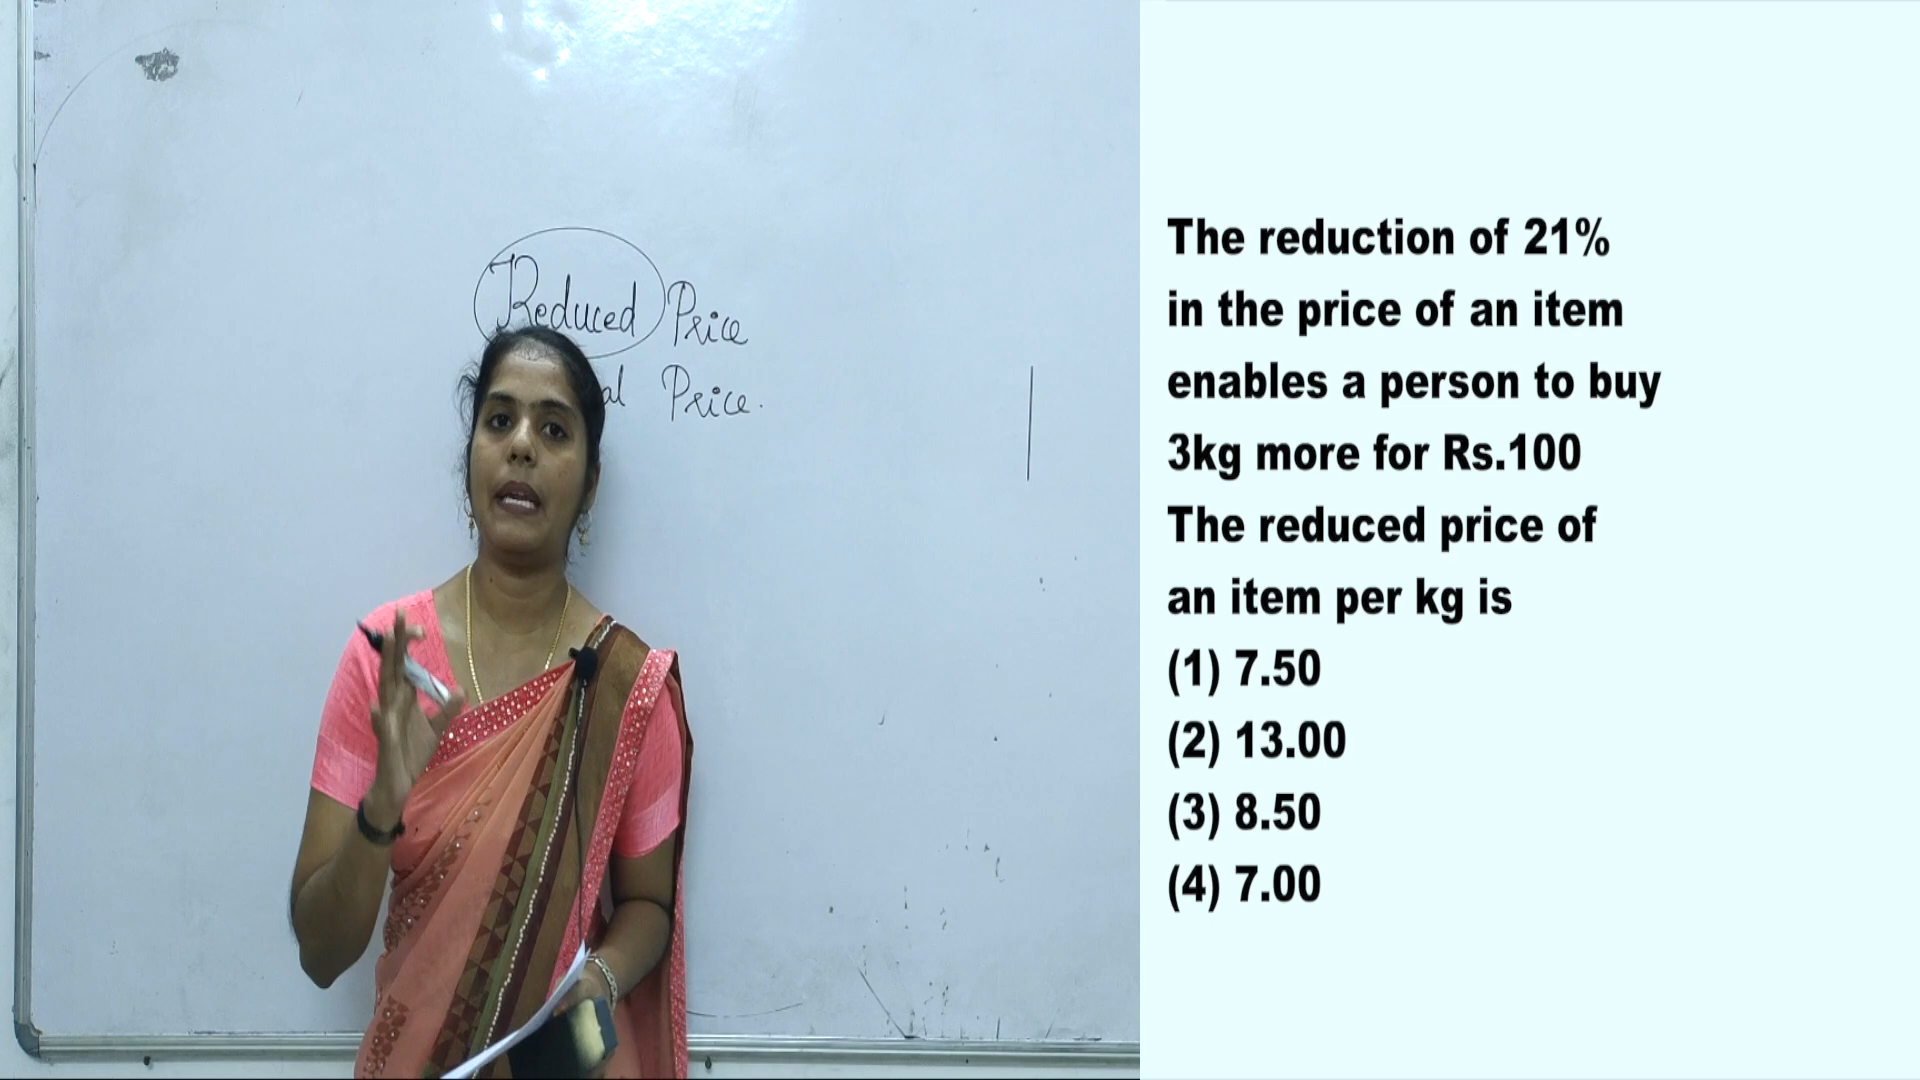 Reduced Price
Price.
The reduction of 21%
in the price of an item
enables a person to buy
3kg more for Rs.100
The reduced price of
an item per kg is
(1) 7.50
(2) 13.00
(3) 8.50
(4) 7.00